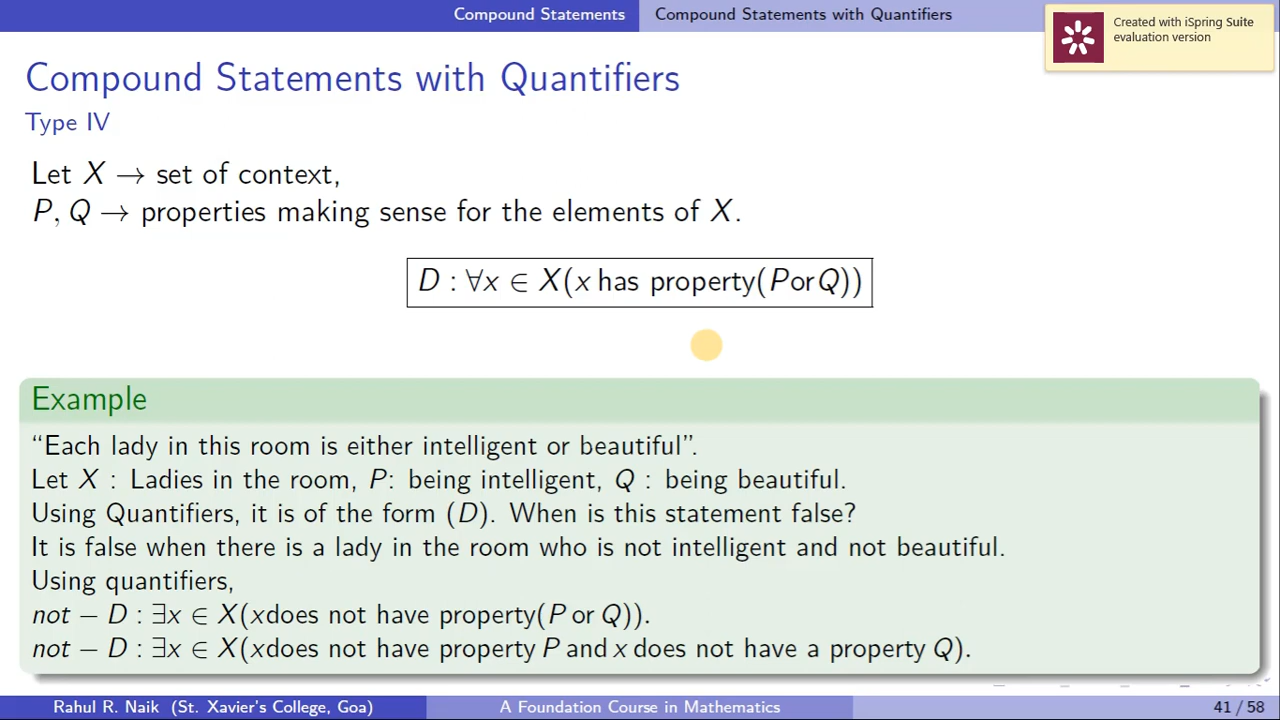 Compound Statements Compound Statements with Quantifiers
Created with iSpring Suite
evaluation version
Compound Statements with Quantifiers
Type IV
Let X → set of context,
P, Q → properties making sense for the elements of X.
D : ∀x ∈ X(x has property(PorQ))
Example
“Each lady in this room is either intelligent or beautiful”.
Let X : Ladies in the room, P: being intelligent, Q : being beautiful.
Using Quantifiers, it is of the form (D). When is this statement false?
It is false when there is a lady in the room who is not intelligent and not beautiful.
Using quantifiers,
not − D : ∃x ∈ X(xdoes not have property(P or Q)).
not − D : ∃x ∈ X(xdoes not have property P and x does not have a property Q).
Rahul R. Naik (St. Xavier's College, Goa) A Foundation Course in Mathematics 41 / 58